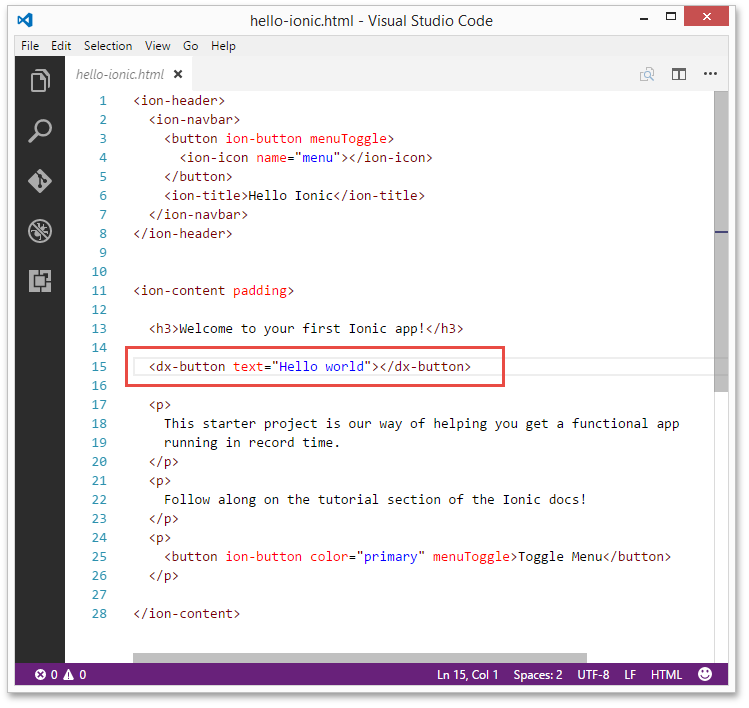 hello-ionic.html - Visual Studio Code
File Edit Selection View Go Help
hello-ionic.html
1 <ion-header>
2 <ion-navbar>
3 <button ion-button menuToggle>
4 <ion-icon name="menu"></ion-icon>
5 </button>
6 <ion-title>Hello Ionic</ion-title>
7 </ion-navbar>
8 </ion-header>
9
10
11 <ion-content padding>
12
13 <h3>Welcome to your first Ionic app!</h3>
14
15 <dx-button text="Hello world"></dx-button>
16
17 <p>
18 This starter project is our way of helping you get a functional app
19 running in record time.
20 </p>
21 <p>
22 Follow along on the tutorial section of the Ionic docs!
23 </p>
24 <p>
25 <button ion-button color="primary" menuToggle>Toggle Menu</button>
26 </p>
27
28 </ion-content>
0 0 Ln 15, Col 1 Spaces: 2 UTF-8 LF HTML